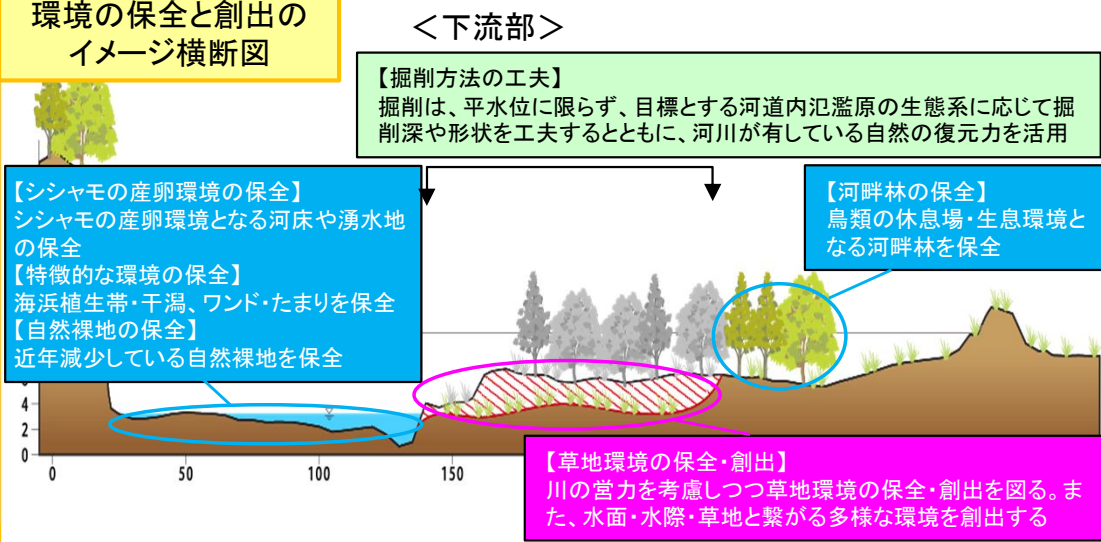 環境の保全と創出の
イメージ横断図
＜下流部＞
【掘削方法の工夫】
掘削は、平水位に限らず、目標とする河道内氾濫原の生態系に応じて掘
削深や形状を工夫するとともに、河川が有している自然の復元力を活用
【シシャモの産卵環境の保全】
シシャモの産卵環境となる河床や湧水地
の保全
【特徴的な環境の保全】
海浜植生帯・干潟、ワンド・たまりを保全
【自然裸地の保全】
近年減少している自然裸地を保全
【河畔林の保全】
鳥類の休息場・生息環境と
なる河畔林を保全
4
2
0
0
50
100
150
【草地環境の保全・創出】
川の営力を考慮しつつ草地環境の保全・創出を図る。ま
た、水面・水際・草地と繋がる多様な環境を創出する